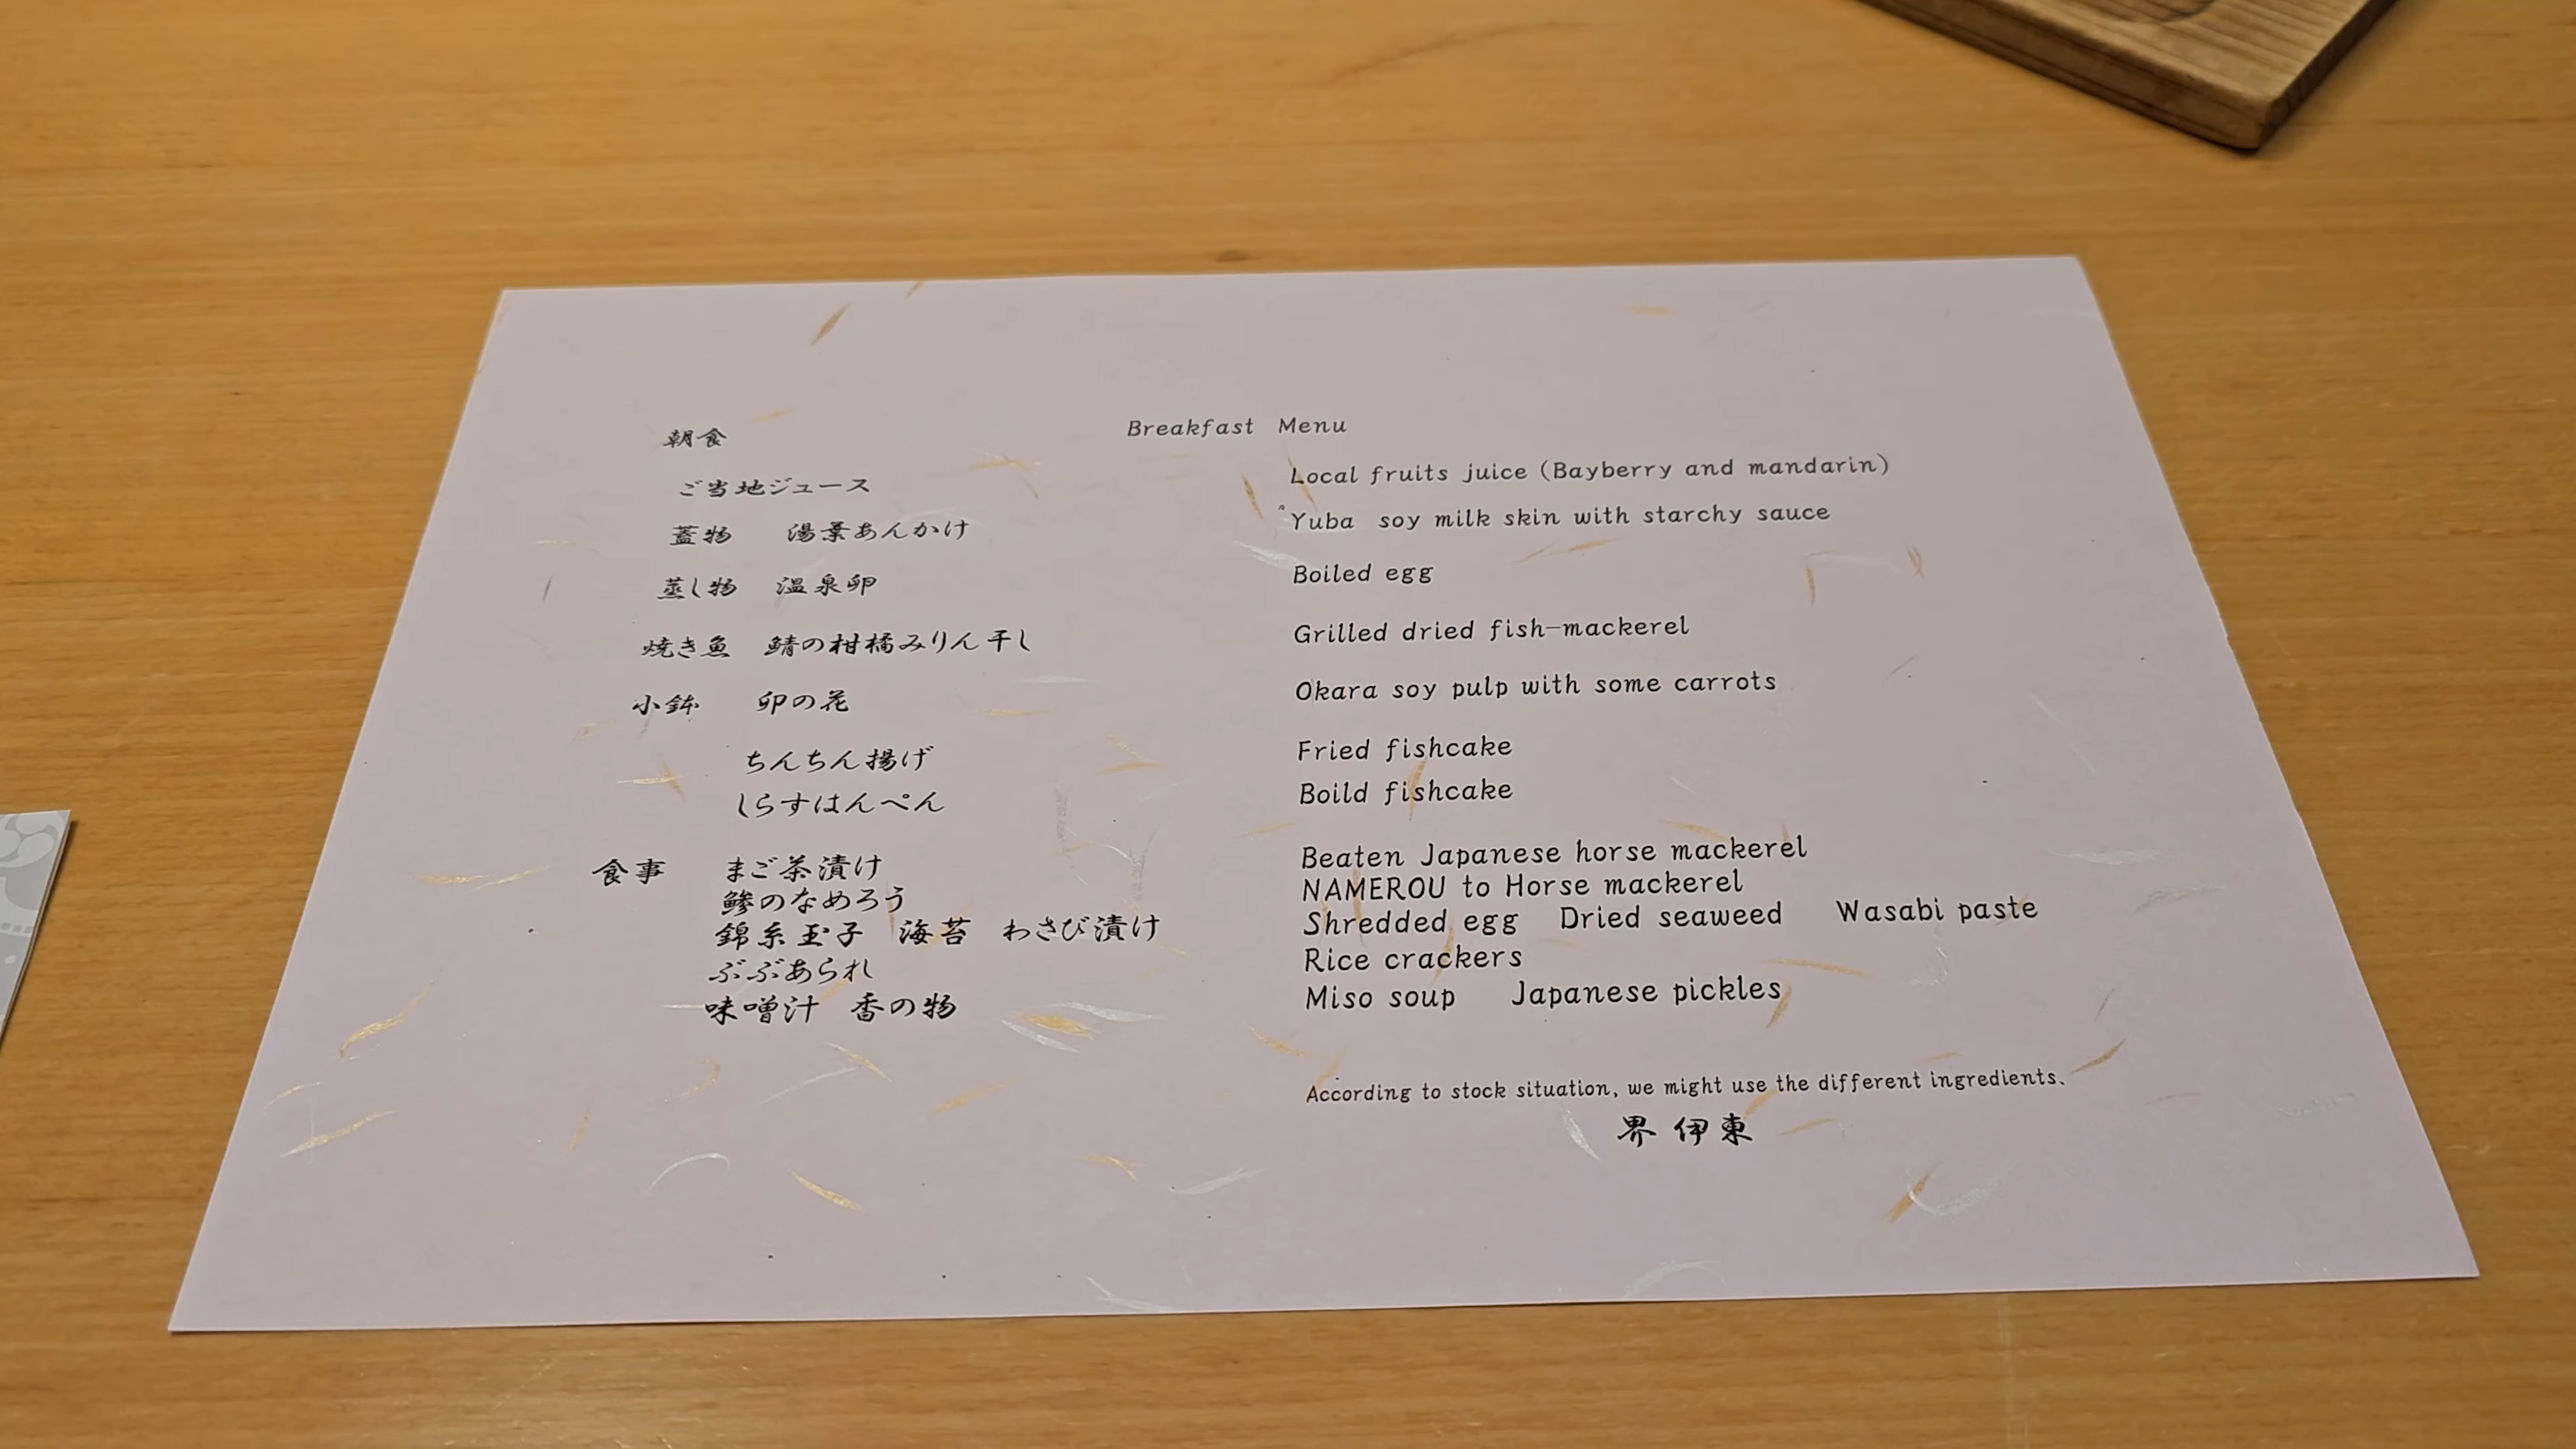 朝食
Breakfast Menu
ご当地ジュース
Local fruits juice (Bayberry and mandarin)
蓋物 湯葉あんかけ
Yuba soy milk skin with starchy sauce
蒸し物 温泉卵
Boiled egg
焼き魚 鯖の柑橘みりん干し
Grilled dried fish-mackerel
小鉢 卯の花
Okara soy pulp with some carrots
ちんちん揚げ
Fried fishcake
しらすはんぺん
Boild fishcake
食事 まご茶漬け
Beaten Japanese horse mackerel
鯵のなめろう
NAMEROU to Horse mackerel
錦糸玉子 海苔 わさび漬け
Shredded egg Dried seaweed Wasabi paste
ぶぶあられ
Rice crackers
味噌汁 香の物
Miso soup Japanese pickles
According to stock situation, we might use the different ingredients.
界 伊東